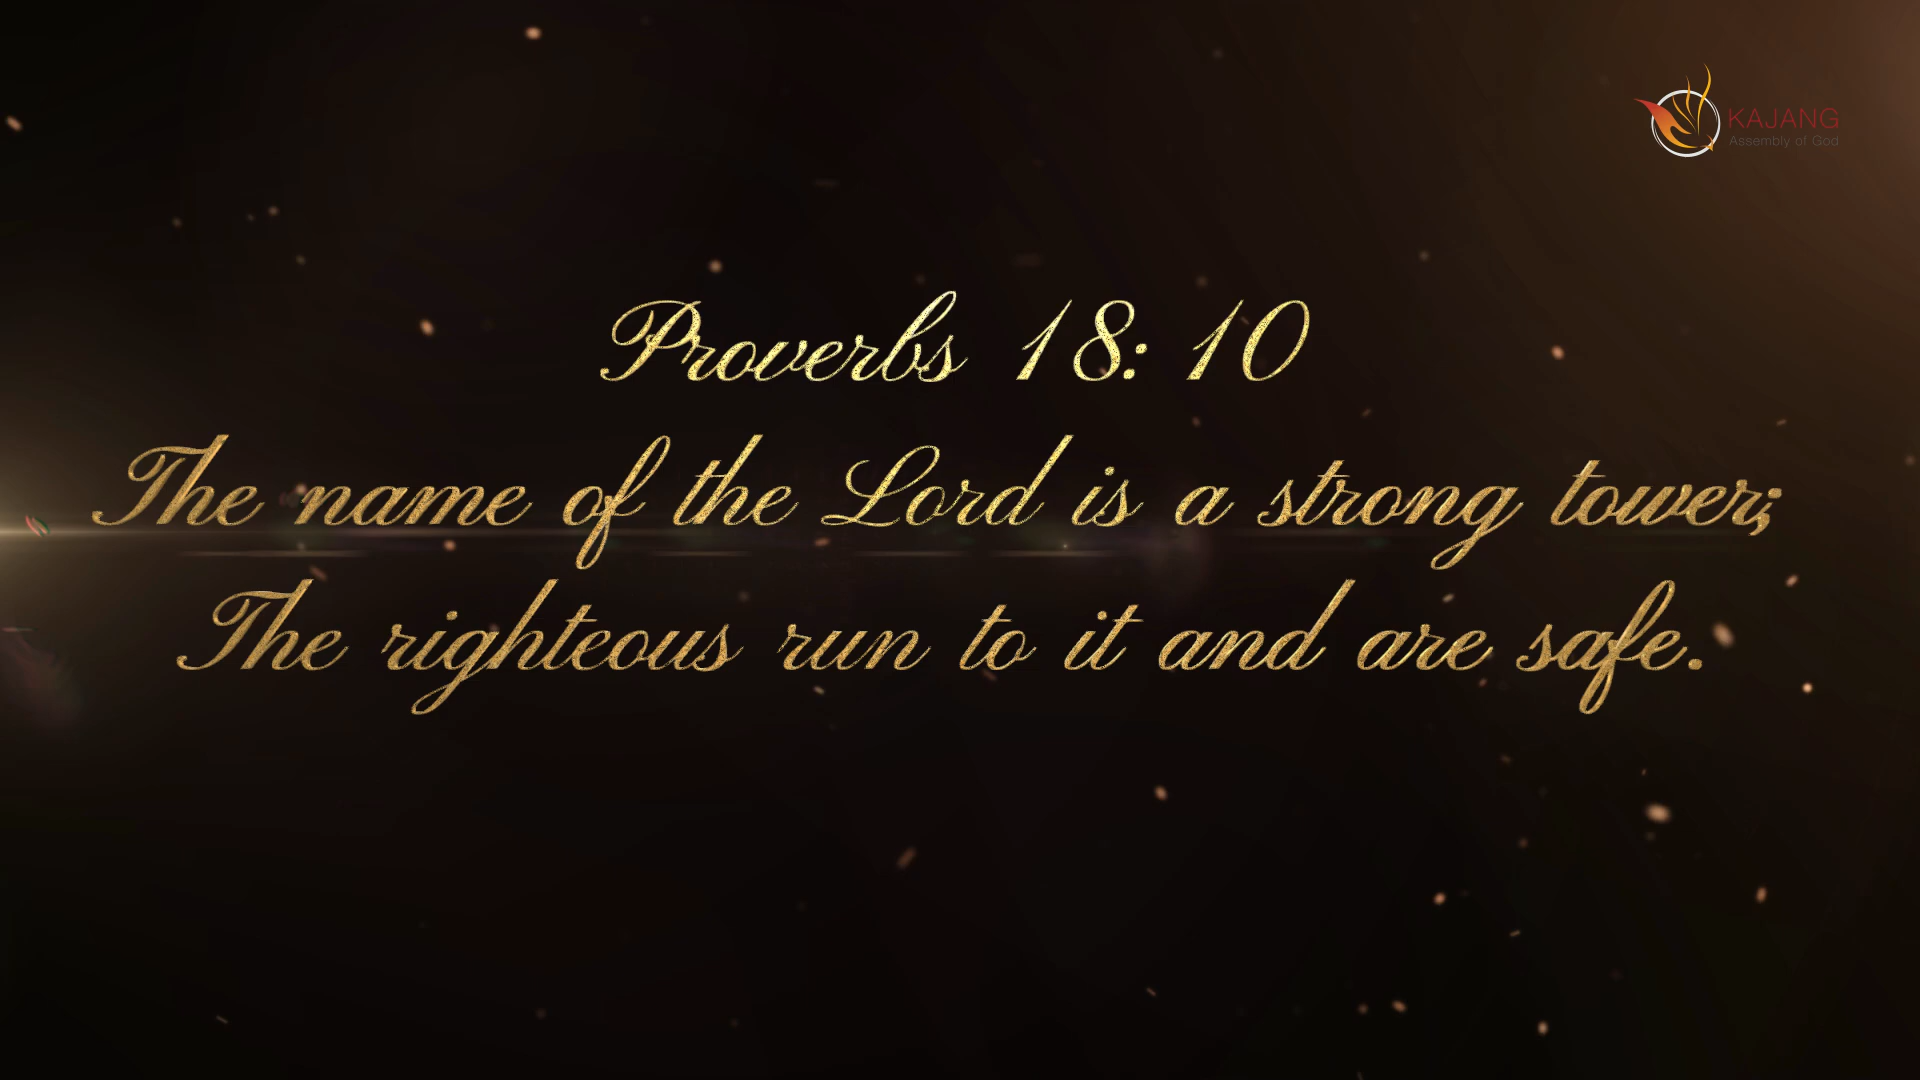 KAJANG
Assembly of God
Proverbs 18: 10
The name of the Lord is a strong tower;
The righteous run to it and are safe.